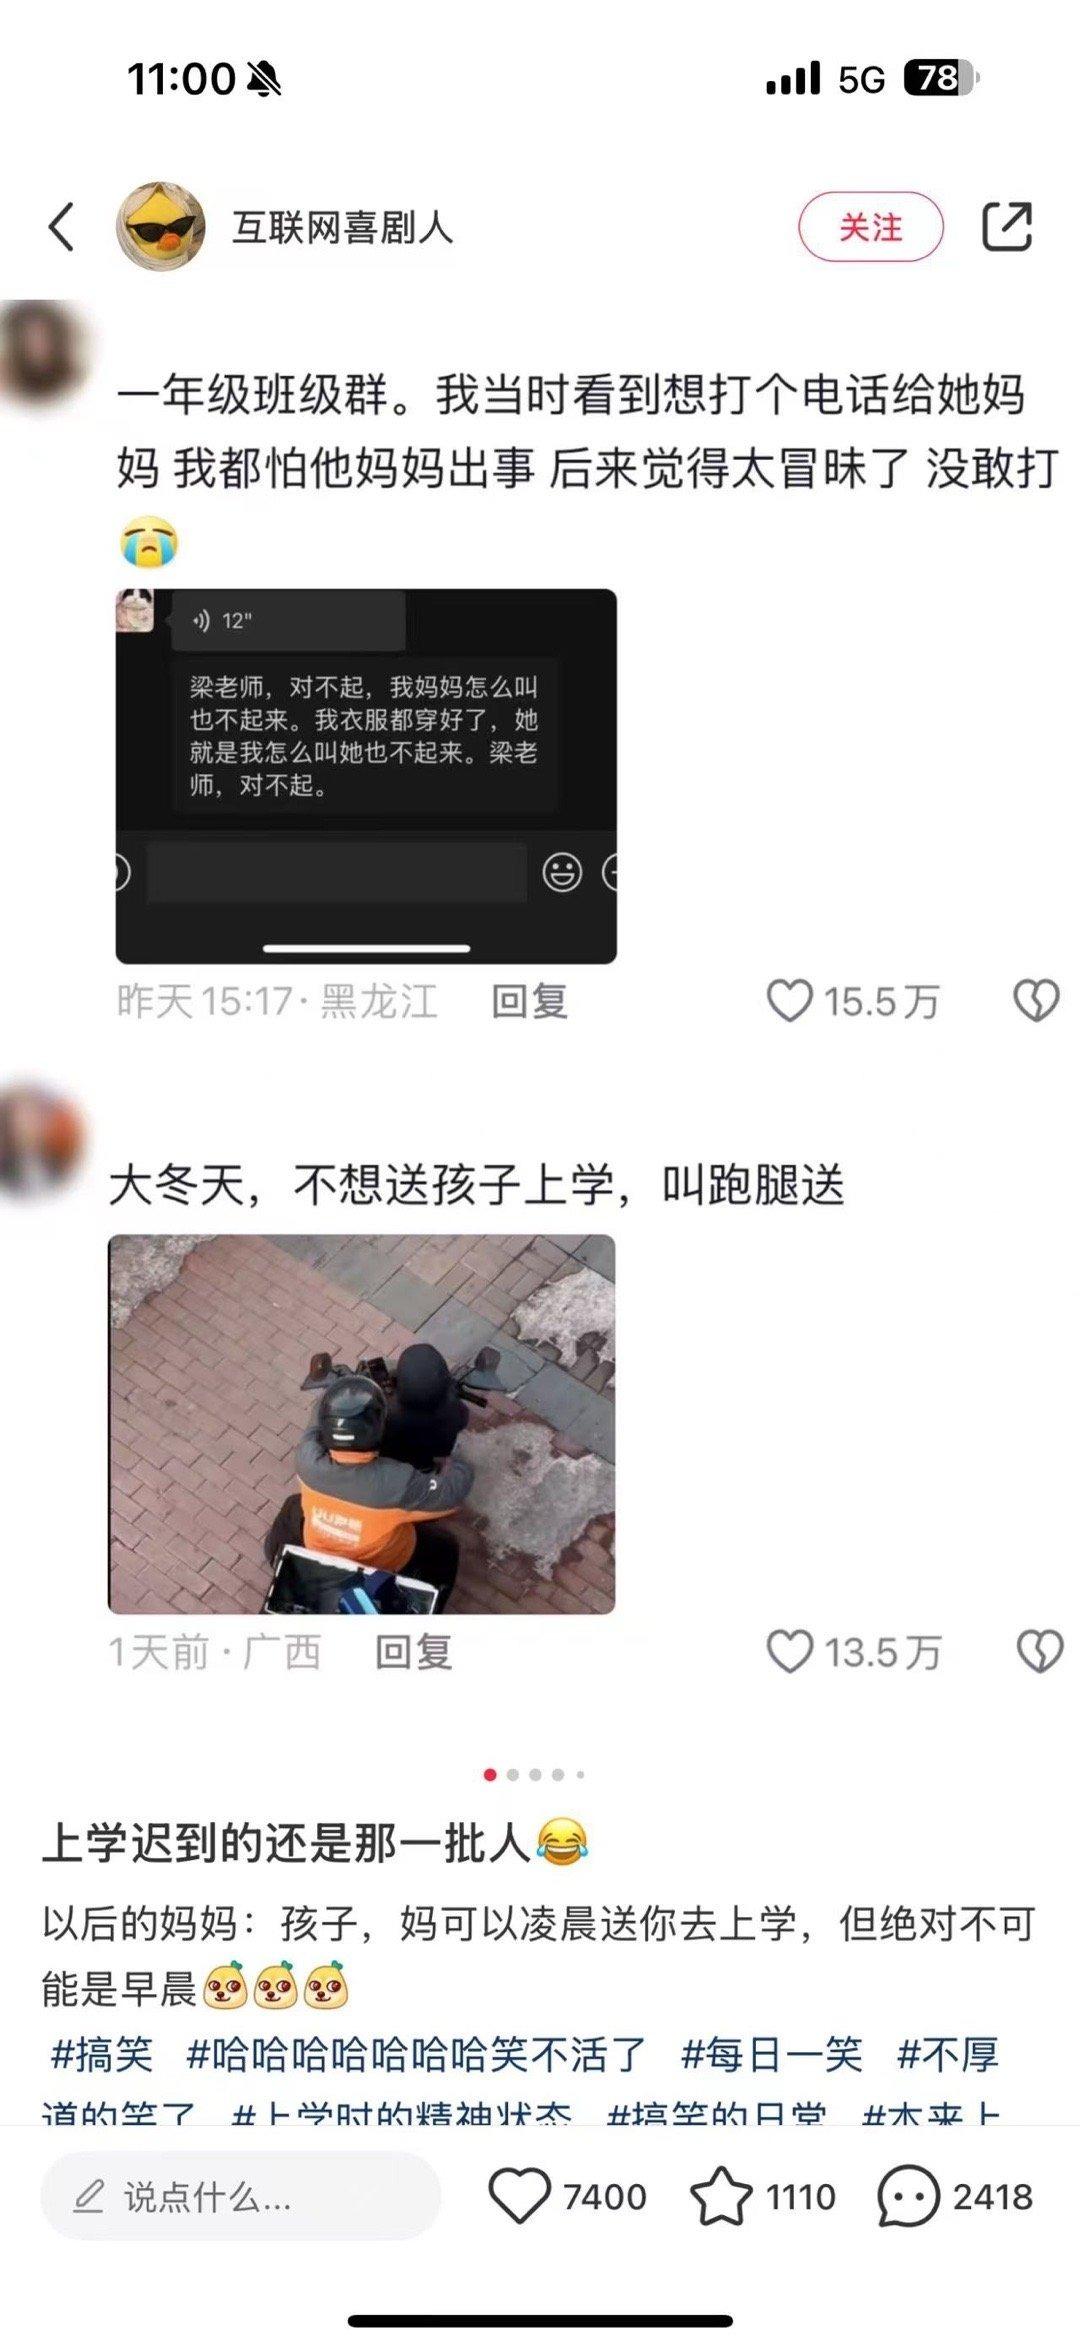 11:00
5G
78
互联网喜剧人
关注
一年级班级群。我当时看到想打个电话给她妈
妈 我都怕他妈妈出事 后来觉得太冒昧了 没敢打
😭
12"
梁老师，对不起，我妈妈怎么叫
也不起来。我衣服都穿好了，她
就是我怎么叫她也不起来。梁老
师，对不起。
昨天 15:17 · 黑龙江 回复 15.5 万
大冬天，不想送孩子上学，叫跑腿送
1天前 · 广西 回复 13.5 万
上学迟到的还是那一批人😂
以后的妈妈：孩子，妈可以凌晨送你去上学，但绝对不可
能是早晨
#搞笑 #哈哈哈哈哈哈哈笑不活了 #每日一笑 #不厚
道的笑了 #上学时的精神状态 #搞笑的日常 #本来上
说点什么... 7400 1110 2418